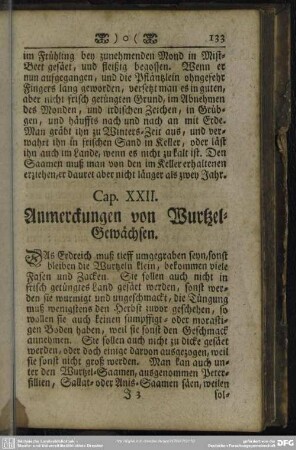 )o( 133
im Frühling bey zunehmenden Mond in Mist-
Beet gesäet, und fleißig begossen. Wenn er
nun aufgegangen, und die Pfläntzlein ohngefehr
Fingers lang geworden, versetzt man es in guten,
aber nicht frisch getüngten Grund, im Abnehmen
des Monden, und irdischen Zeichen, in Grüb-
gen, und häuffts nach und nach an mit Erde.
Man gräbt ihn zu Winters-Zeit aus, und ver-
wahret ihn in frischen Sand in Keller, oder läst
ihn auch im Lande, wenn es nicht zu kalt ist. Den
Saamen muß man von den im Keller erhaltenen
erziehen, er dauret aber nicht länger als zwey Jahr.
Cap. XXII.
Anmerckungen von Wurtzel-
Gewächsen.
DAs Erdreich muß tieff umgegraben seyn, sonst
bleiben die Wurtzeln klein, bekommen viele
Fasen und Zacken. Sie sollen auch nicht in
frisch getüngtes Land gesäet werden, sonst wer-
den sie wurmigt und ungeschmackt, die Tüngung
muß wenigstens den Herbst zuvor geschehen, so
wollen sie auch keinen sumpffigt- oder morasti-
gen Boden haben, weil sie sonst den Geschmack
annehmen. Sie sollen auch nicht zu dicke gesäet
werden, oder doch einige davon ausgezogen, weil
sie sonst nicht groß werden. Man kan auch un-
ter den Wurtzel-Saamen, ausgenommen Peter-
silien, Sallat- oder Anis-Saamen säen, weilen
J 3 sol-